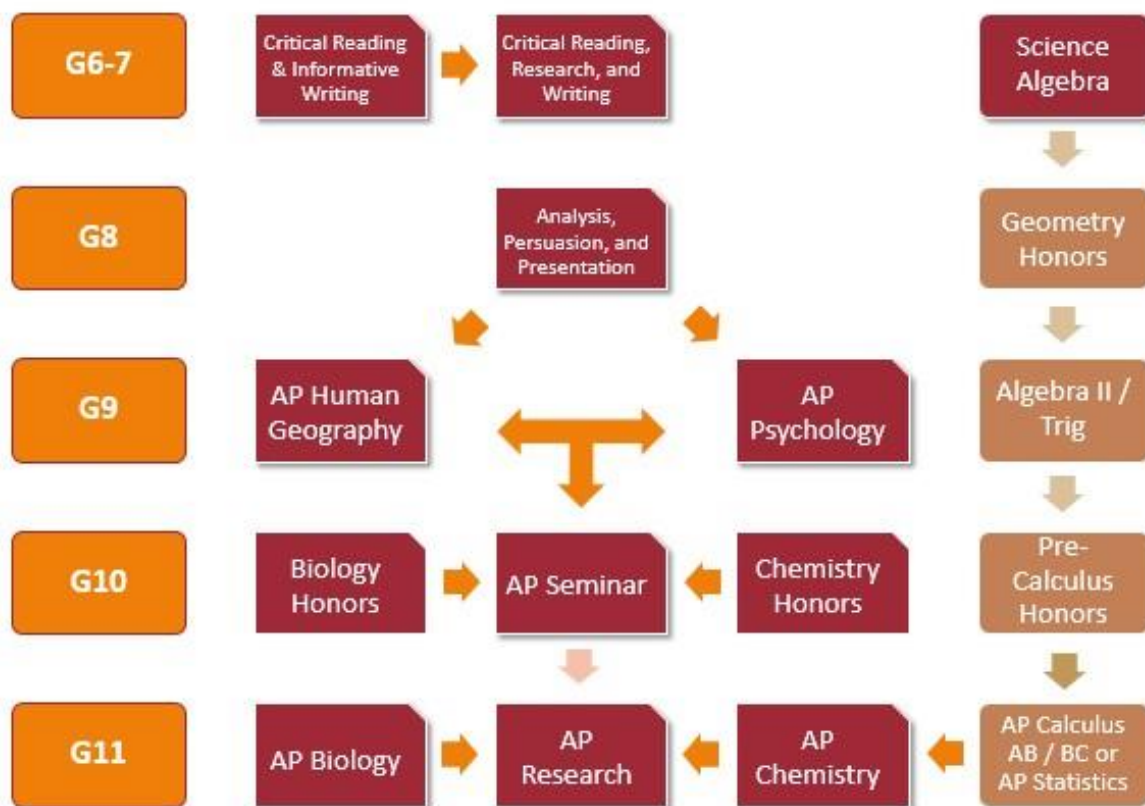 G6-7
Critical Reading
& Informative
Writing
Critical Reading,
Research, and
Writing
Science
Algebra
G8
Analysis,
Persuasion, and
Presentation
Geometry
Honors
G9
AP Human
Geography
AP
Psychology
Algebra II /
Trig
G10
Biology
Honors
AP Seminar
Chemistry
Honors
Pre-
Calculus
Honors
G11
AP Biology
AP
Research
AP
Chemistry
AP Calculus
AB / BC or
AP Statistics